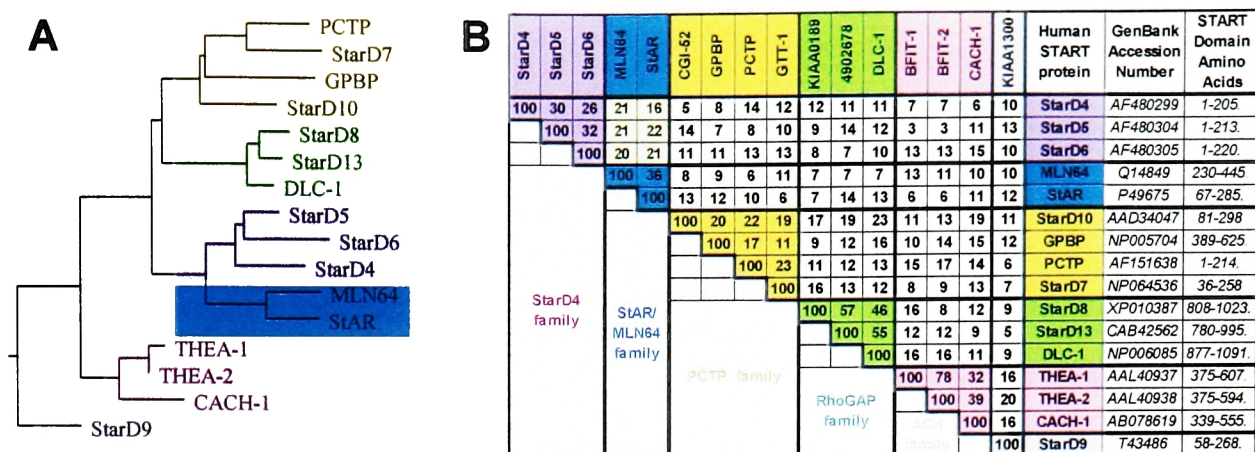 A
PCTP
StarD7
GPBP
StarD10
StarD8
StarD13
DLC-1
StarD5
StarD6
StarD4
MLN64
StAR
THEA-1
THEA-2
CACH-1
StarD9
B
StarD4 StarD5 StarD6 MLN64 StAR CGI-52 GPBP PCTP GTT-1 KIAA0189 4902678 DLC-1 BFIT-1 BFIT-2 CACH-1 KIAA1300 Human START protein GenBank Accession Number START Domain Amino Acids
100 30 26 21 16 5 8 14 12 12 11 11 7 7 6 10 StarD4 AF480299 1-205.
100 32 21 22 14 7 8 10 9 14 12 3 3 11 13 StarD5 AF480304 1-213.
100 20 21 11 11 13 13 8 7 10 13 13 15 10 StarD6 AF480305 1-220.
100 36 8 9 6 11 7 7 7 13 11 10 10 MLN64 Q14849 230-445.
100 13 12 10 6 7 14 13 6 6 11 12 StAR P49675 67-285.
100 20 22 19 17 19 23 11 13 19 11 StarD10 AAD34047 81-298
100 17 11 9 12 16 10 14 15 12 GPBP NP005704 389-625
100 23 11 12 13 15 17 14 6 PCTP AF151638 1-214.
100 16 13 12 8 9 13 7 StarD7 NP064536 36-258
100 57 46 16 8 12 9 StarD8 XP010387 808-1023.
100 55 12 12 9 5 StarD13 CAB42562 780-995.
100 16 16 11 9 DLC-1 NP006085 877-1091.
100 78 32 16 THEA-1 AAL40937 375-607.
100 39 20 THEA-2 AAL40938 375-594.
100 16 CACH-1 AB078619 339-555.
100 StarD9 T43486 58-268.
StarD4
family
StAR/
MLN64
family
PCTP family
RhoGAP
family
ACH
family